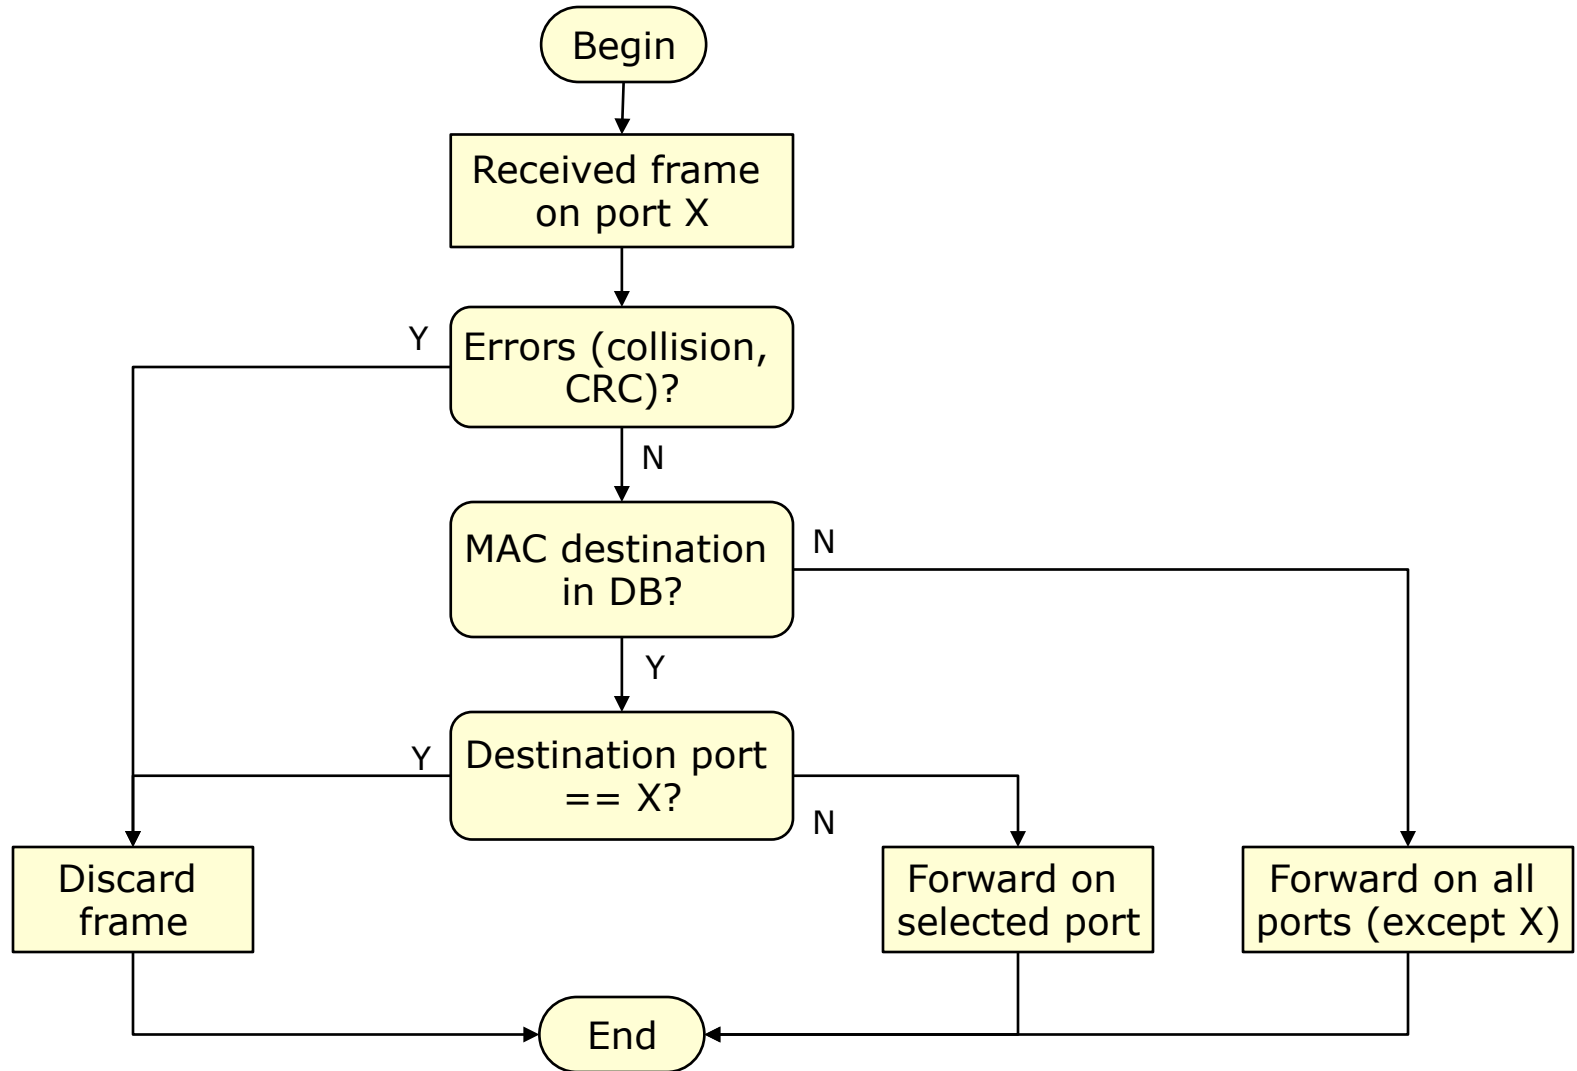 Begin
Received frame
on port X
Y
Errors (collision,
CRC)?
N
MAC destination
in DB?
N
Y
Y
Destination port
== X?
N
Discard
frame
Forward on
selected port
Forward on all
ports (except X)
End